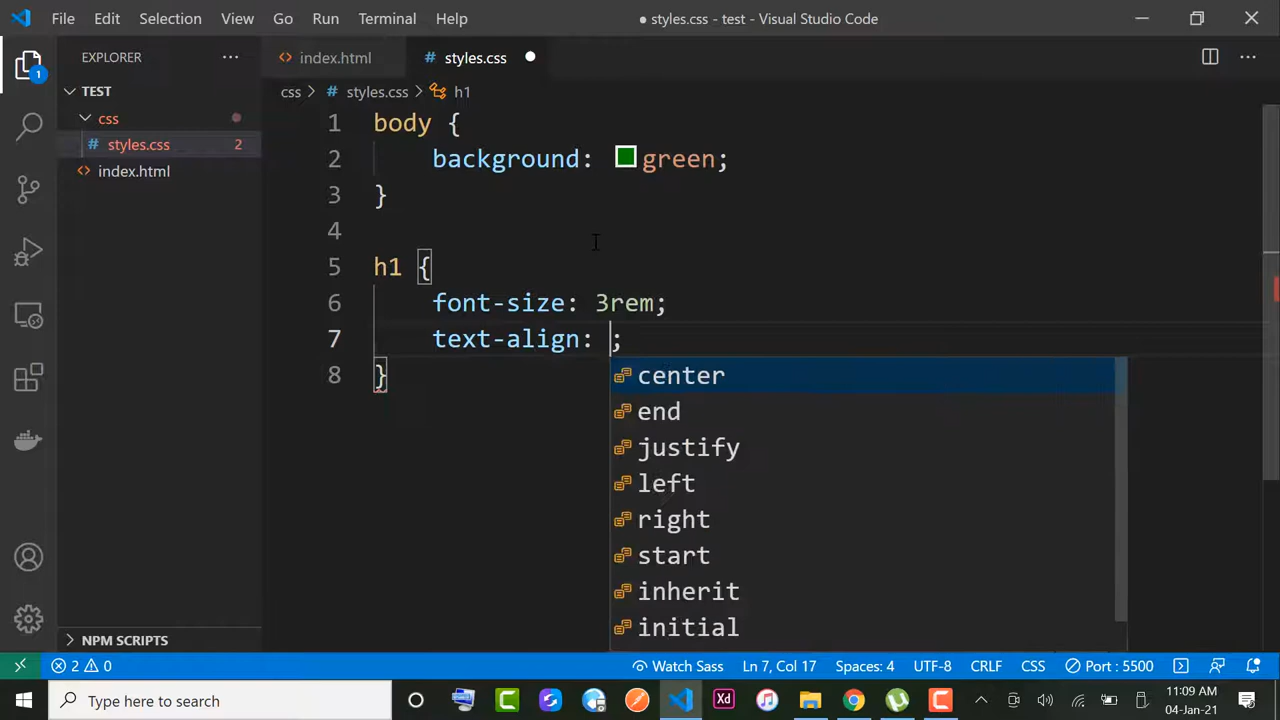 File Edit Selection View Go Run Terminal Help
● styles.css - test - Visual Studio Code
EXPLORER
1
TEST
css
# styles.css 2
index.html
NPM SCRIPTS
<> index.html
# styles.css
css > # styles.css > h1
1 body {
2 background: green;
3 }
4
5 h1 {
6 font-size: 3rem;
7 text-align: ;
8 }
center
end
justify
left
right
start
inherit
initial
2 0
Watch Sass
Ln 7, Col 17
Spaces: 4
UTF-8
CRLF
CSS
Port : 5500
Type here to search
Xd
11:09 AM
04-Jan-21